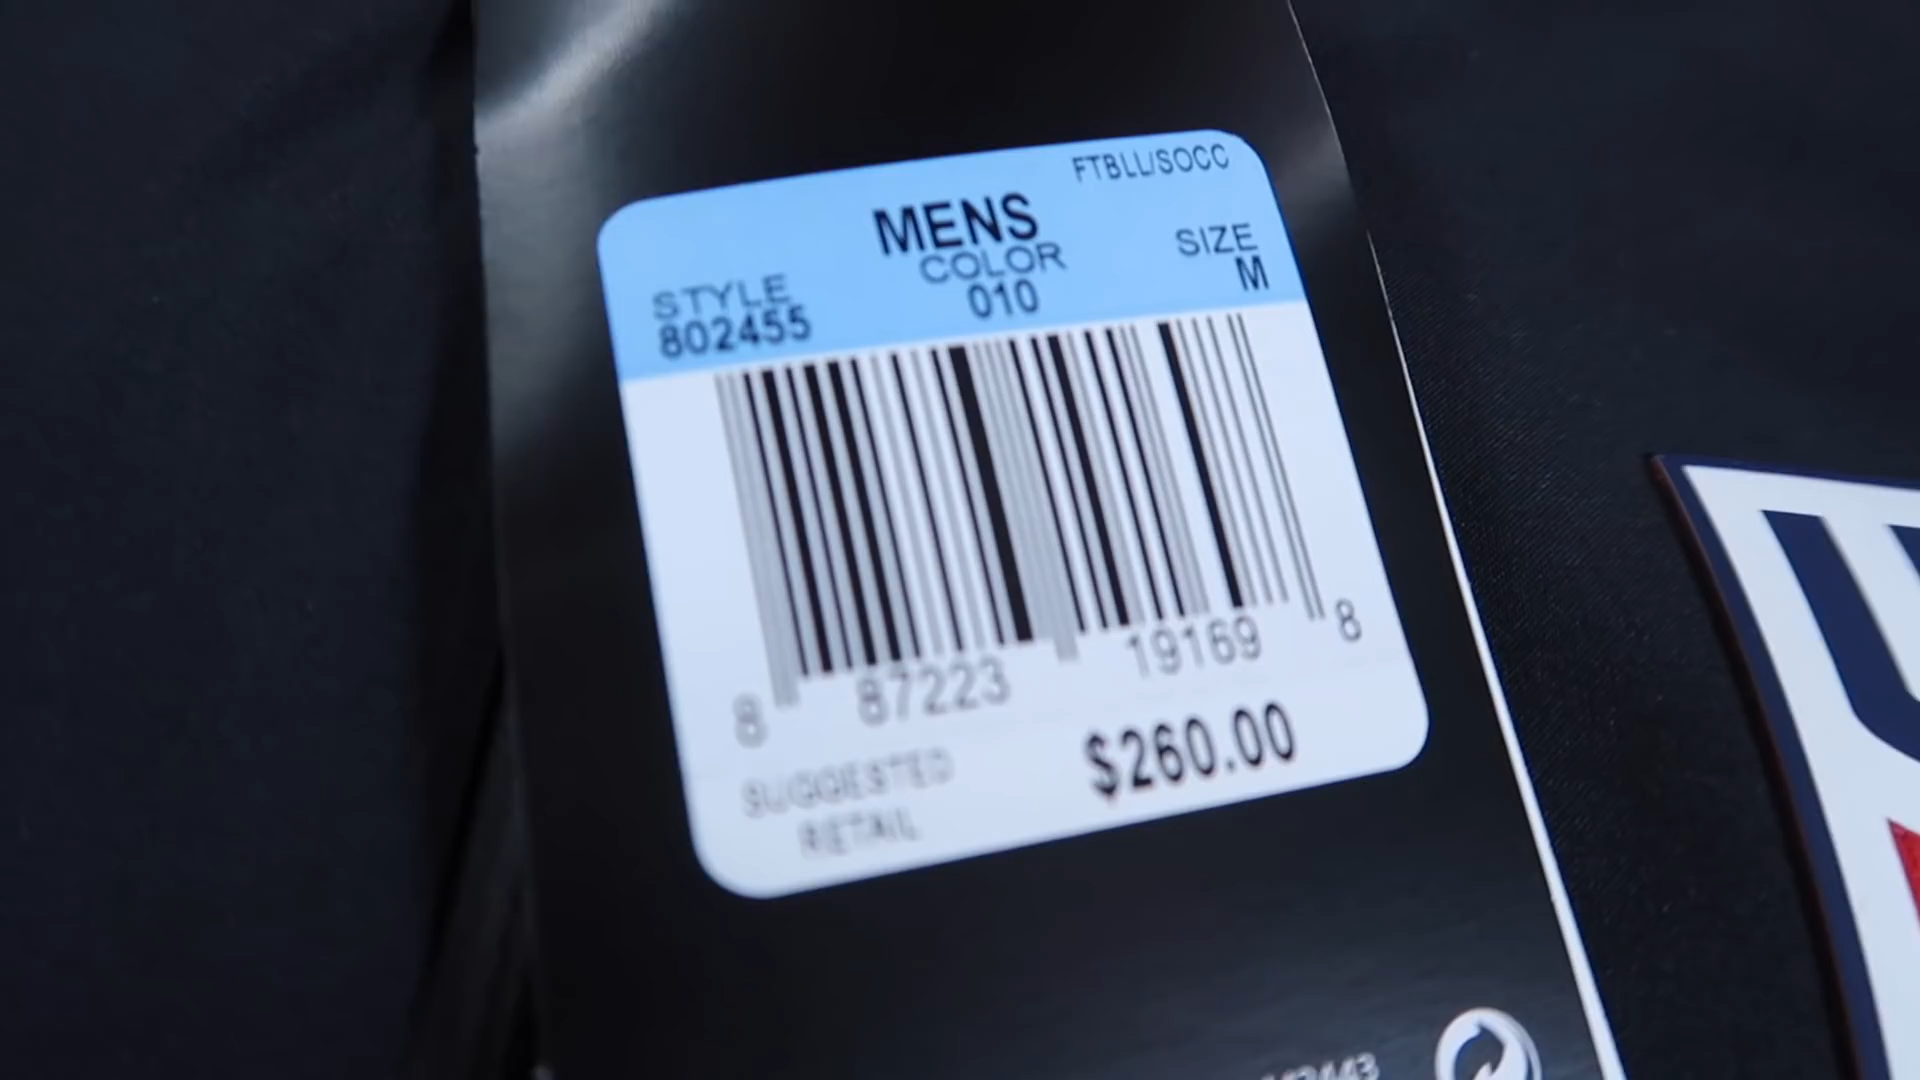 FTBLL/SOCC
MENS
STYLE COLOR SIZE
802455 010 M
8 87223 19169 8
SUGGESTED
RETAIL
$260.00